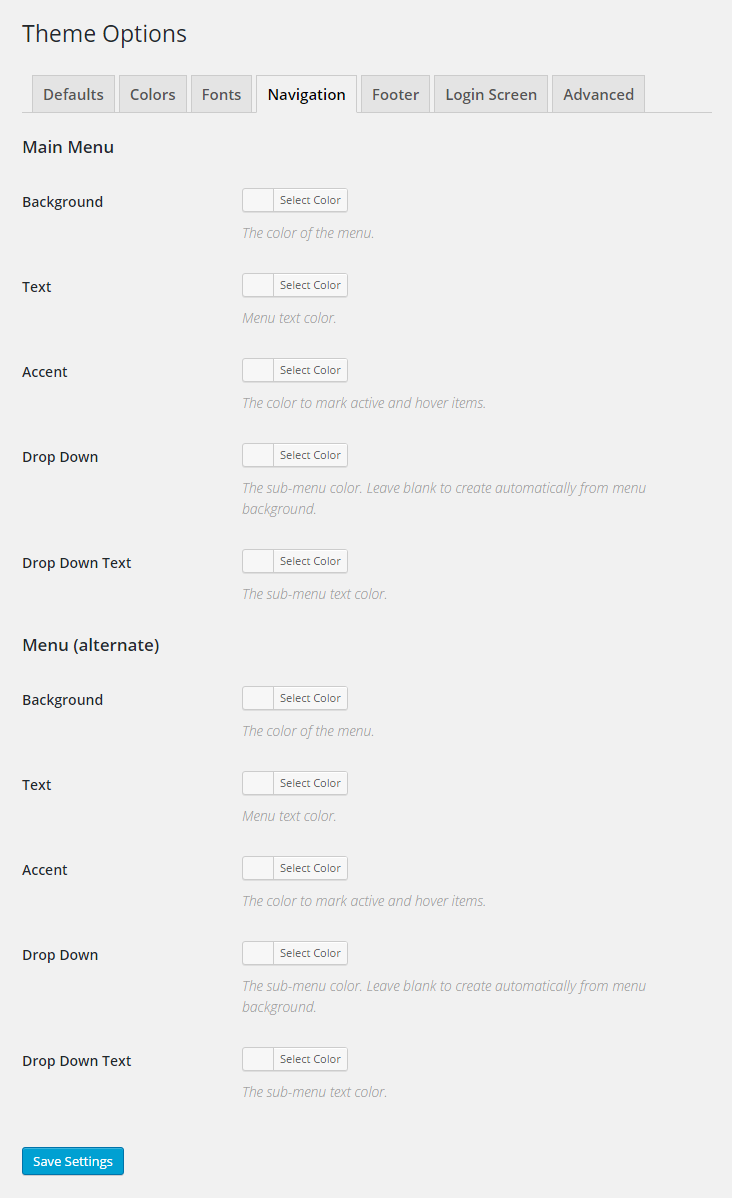 Theme Options
Defaults Colors Fonts Navigation Footer Login Screen Advanced
Main Menu
Background Select Color
The color of the menu.
Text Select Color
Menu text color.
Accent Select Color
The color to mark active and hover items.
Drop Down Select Color
The sub-menu color. Leave blank to create automatically from menu
background.
Drop Down Text Select Color
The sub-menu text color.
Menu (alternate)
Background Select Color
The color of the menu.
Text Select Color
Menu text color.
Accent Select Color
The color to mark active and hover items.
Drop Down Select Color
The sub-menu color. Leave blank to create automatically from menu
background.
Drop Down Text Select Color
The sub-menu text color.
Save Settings